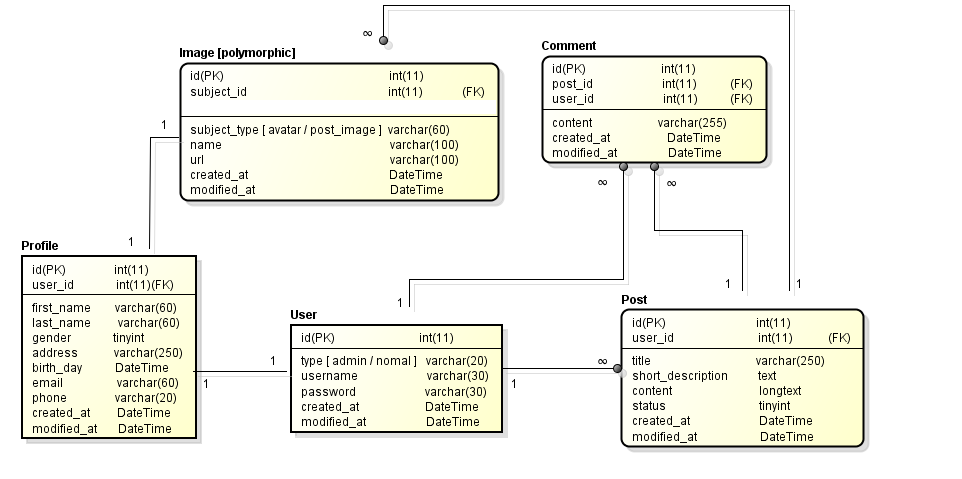 ∞
Image [polymorphic]
id(PK) int(11)
subject_id int(11) (FK)
subject_type [ avatar / post_image ] varchar(60)
name varchar(100)
url varchar(100)
created_at DateTime
modified_at DateTime
Comment
id(PK) int(11)
post_id int(11) (FK)
user_id int(11) (FK)
content varchar(255)
created_at DateTime
modified_at DateTime
1
1
∞
∞
Profile
id(PK) int(11)
user_id int(11)(FK)
first_name varchar(60)
last_name varchar(60)
gender tinyint
address varchar(250)
birth_day DateTime
email varchar(60)
phone varchar(20)
created_at DateTime
modified_at DateTime
1
1
1
User
id(PK) int(11)
type [ admin / nomal ] varchar(20)
username varchar(30)
password varchar(30)
created_at DateTime
modified_at DateTime
1
∞
1
1
Post
id(PK) int(11)
user_id int(11) (FK)
title varchar(250)
short_description text
content longtext
status tinyint
created_at DateTime
modified_at DateTime